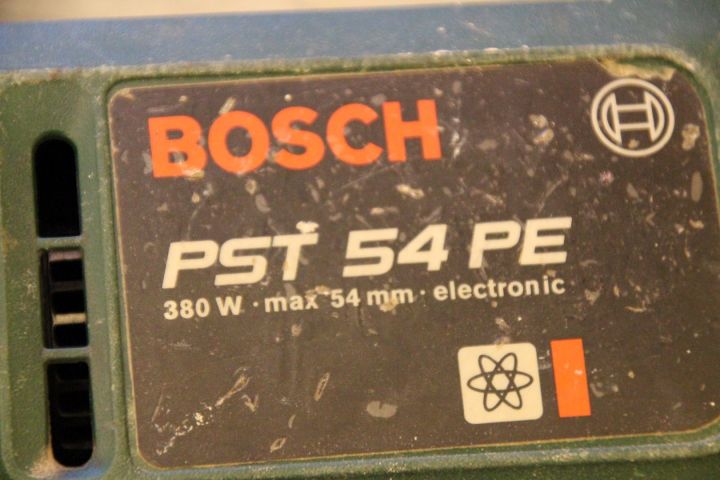 BOSCH
PST 54 PE
380 W · max 54 mm · electronic